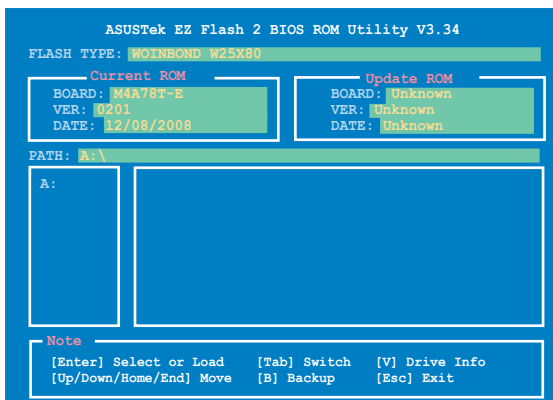 ASUSTek EZ Flash 2 BIOS ROM Utility V3.34
FLASH TYPE: WOINBOND W25X80
Current ROM
BOARD: M4A78T-E
VER: 0201
DATE: 12/08/2008
Update ROM
BOARD: Unknown
VER: Unknown
DATE: Unknown
PATH: A:\
A:
Note
[Enter] Select or Load [Tab] Switch [V] Drive Info
[Up/Down/Home/End] Move [B] Backup [Esc] Exit